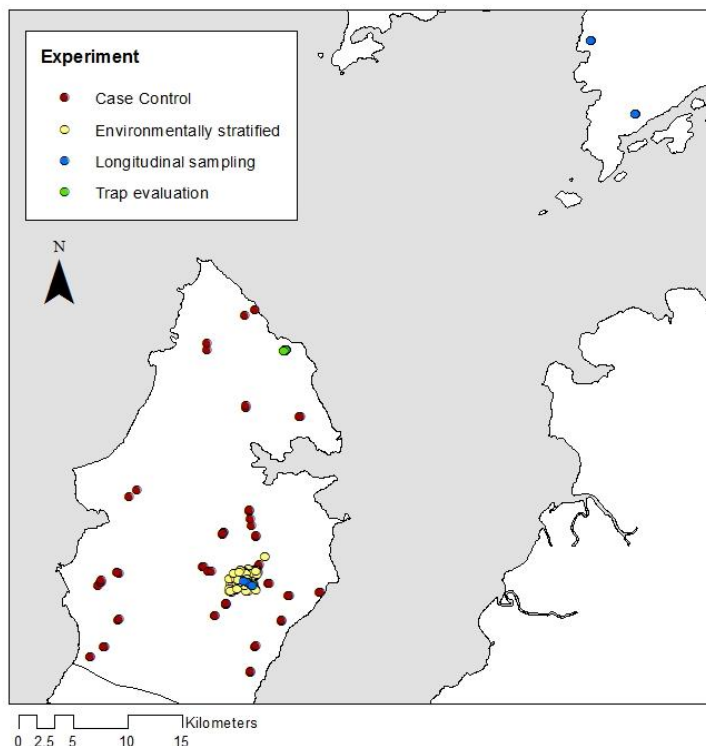 Experiment
Case Control
Environmentally stratified
Longitudinal sampling
Trap evaluation
N
Kilometers
0 2.5 5 10 15